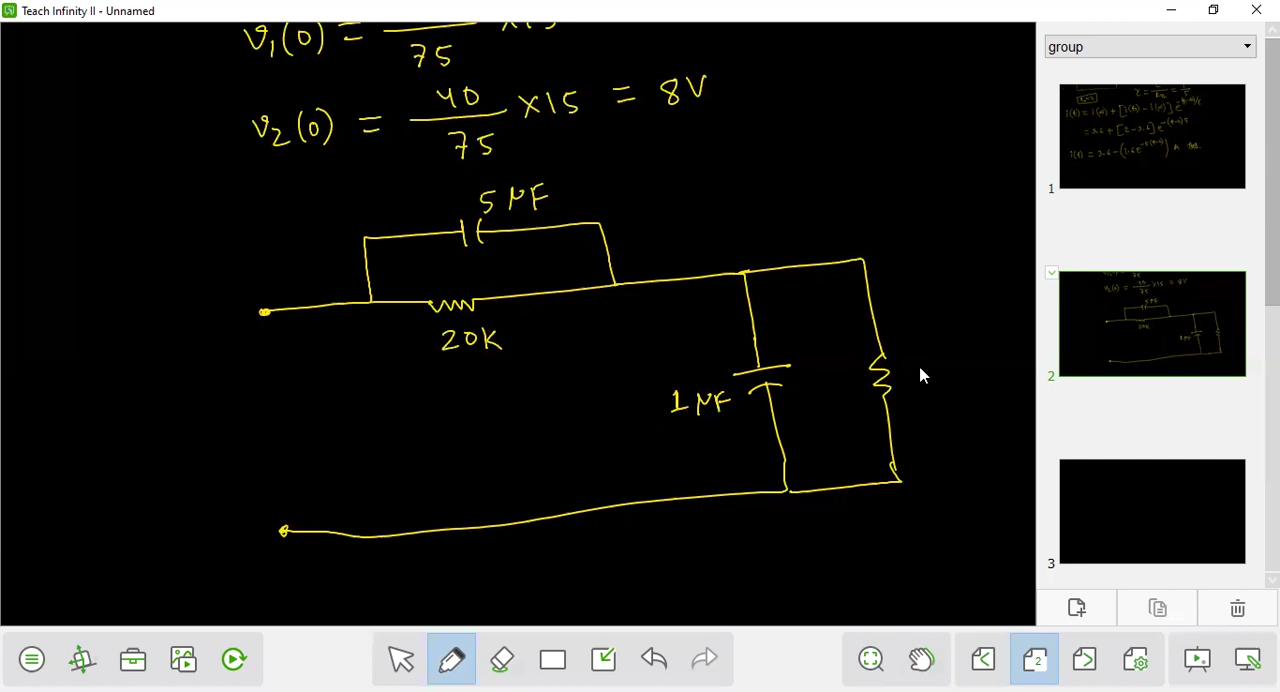 Teach Infinity II - Unnamed
v₁(0) = — 75 ×15
v₂(0) = 40/75 ×15 = 8V
5 μF
20K
1 μF
group
1
2
3
2